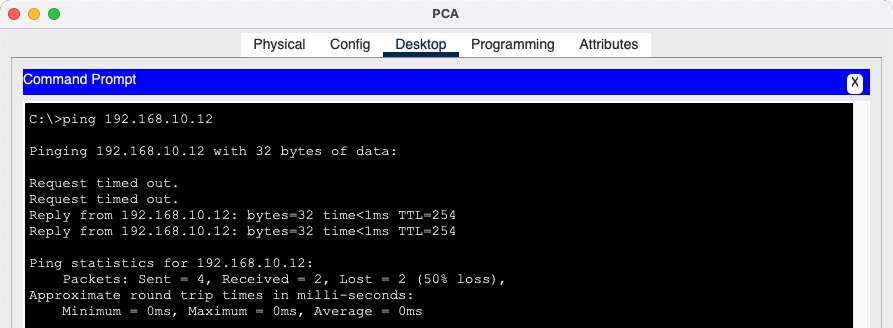 PCA
Physical Config Desktop Programming Attributes
Command Prompt
X
C:\>ping 192.168.10.12
Pinging 192.168.10.12 with 32 bytes of data:
Request timed out.
Request timed out.
Reply from 192.168.10.12: bytes=32 time<1ms TTL=254
Reply from 192.168.10.12: bytes=32 time<1ms TTL=254
Ping statistics for 192.168.10.12:
Packets: Sent = 4, Received = 2, Lost = 2 (50% loss),
Approximate round trip times in milli-seconds:
Minimum = 0ms, Maximum = 0ms, Average = 0ms